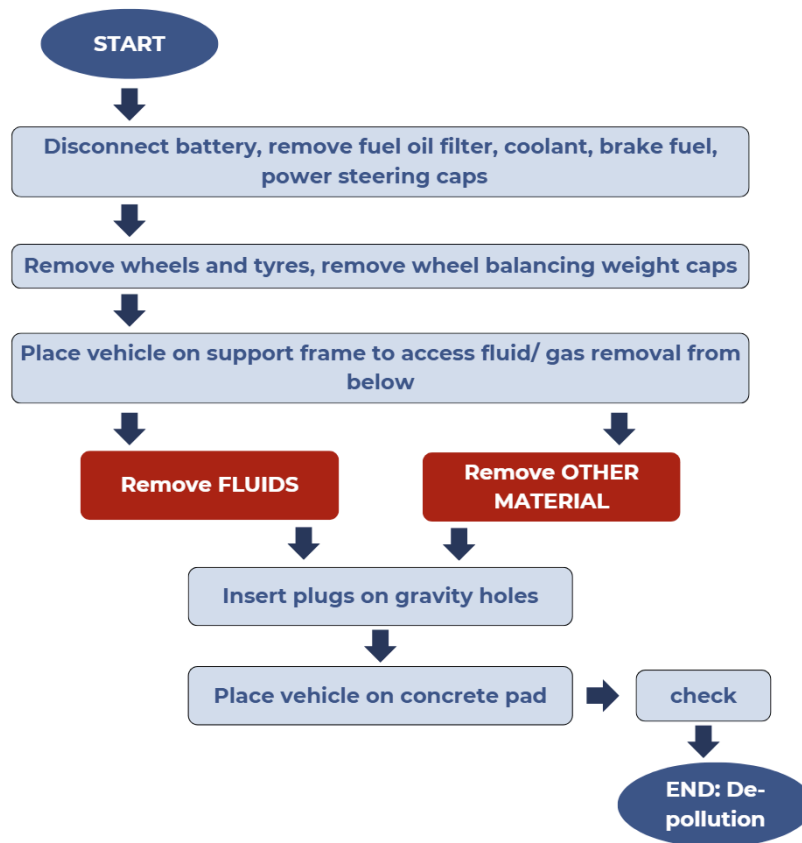 START
Disconnect battery, remove fuel oil filter, coolant, brake fuel,
power steering caps
Remove wheels and tyres, remove wheel balancing weight caps
Place vehicle on support frame to access fluid/ gas removal from
below
Remove FLUIDS
Remove OTHER
MATERIAL
Insert plugs on gravity holes
Place vehicle on concrete pad
check
END: De-
pollution